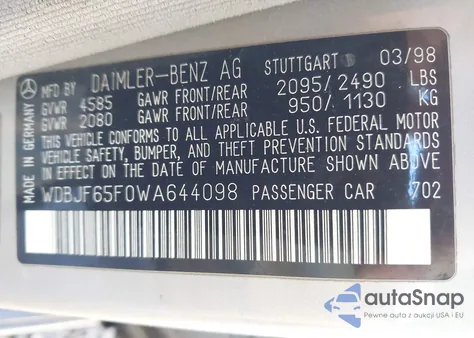 MADE IN GERMANY
MFD BY DAIMLER-BENZ AG STUTTGART 03/98
GVWR 4585 GAWR FRONT/REAR 2095/2490 LBS
GVWR 2080 GAWR FRONT/REAR 950/1130 KG
THIS VEHICLE CONFORMS TO ALL APPLICABLE U.S. FEDERAL MOTOR
VEHICLE SAFETY, BUMPER, AND THEFT PREVENTION STANDARDS
IN EFFECT ON THE DATE OF MANUFACTURE SHOWN ABOVE.
WDBJF65F0WA644098 PASSENGER CAR 702
autoSnap
Pewne auta z aukcji USA i EU